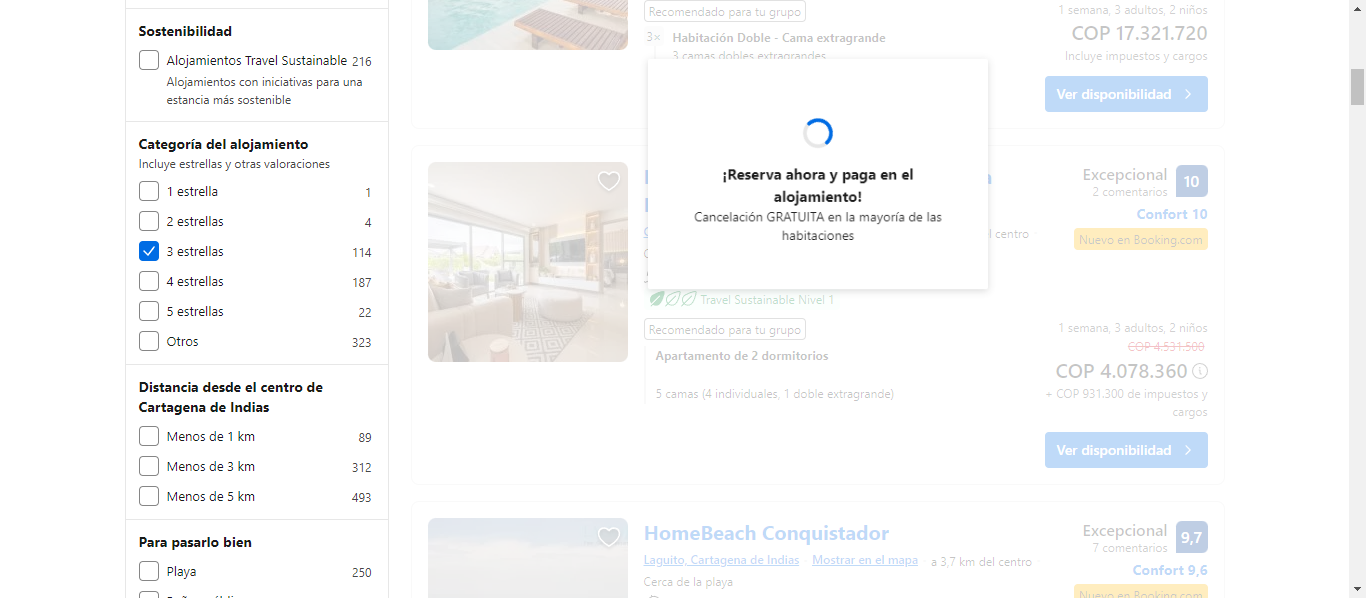 Sostenibilidad
Alojamientos Travel Sustainable 216
Alojamientos con iniciativas para una
estancia más sostenible
Categoría del alojamiento
Incluye estrellas y otras valoraciones
1 estrella 1
2 estrellas 4
3 estrellas 114
4 estrellas 187
5 estrellas 22
Otros 323
Distancia desde el centro de
Cartagena de Indias
Menos de 1 km 89
Menos de 3 km 312
Menos de 5 km 493
Para pasarlo bien
Playa 250
Recomendado para tu grupo
3× Habitación Doble - Cama extragrande
3 camas dobles extragrandes
1 semana, 3 adultos, 2 niños
COP 17.321.720
Incluye impuestos y cargos
Ver disponibilidad
¡Reserva ahora y paga en el
alojamiento!
Cancelación GRATUITA en la mayoría de las
habitaciones
Excepcional 10
2 comentarios
Confort 10
del centro
Nuevo en Booking.com
Travel Sustainable Nivel 1
Recomendado para tu grupo
Apartamento de 2 dormitorios
5 camas (4 individuales, 1 doble extragrande)
1 semana, 3 adultos, 2 niños
COP 4.531.500
COP 4.078.360
+ COP 931.300 de impuestos y
cargos
Ver disponibilidad
HomeBeach Conquistador
Laguito, Cartagena de Indias Mostrar en el mapa a 3,7 km del centro
Cerca de la playa
Excepcional 9,7
7 comentarios
Confort 9,6
Nuevo en Booking.com